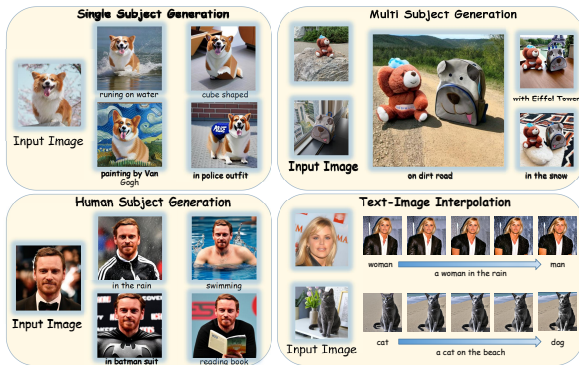 Single Subject Generation
Input Image
runing on water
cube shaped
POLICE
painting by Van
Gogh
in police outfit
Multi Subject Generation
Input Image
on dirt road
with Eiffel Tower
in the snow
Human Subject Generation
Input Image
in the rain
swimming
in batman suit
reading book
Text-Image Interpolation
Input Image
woman
man
a woman in the rain
cat
dog
a cat on the beach